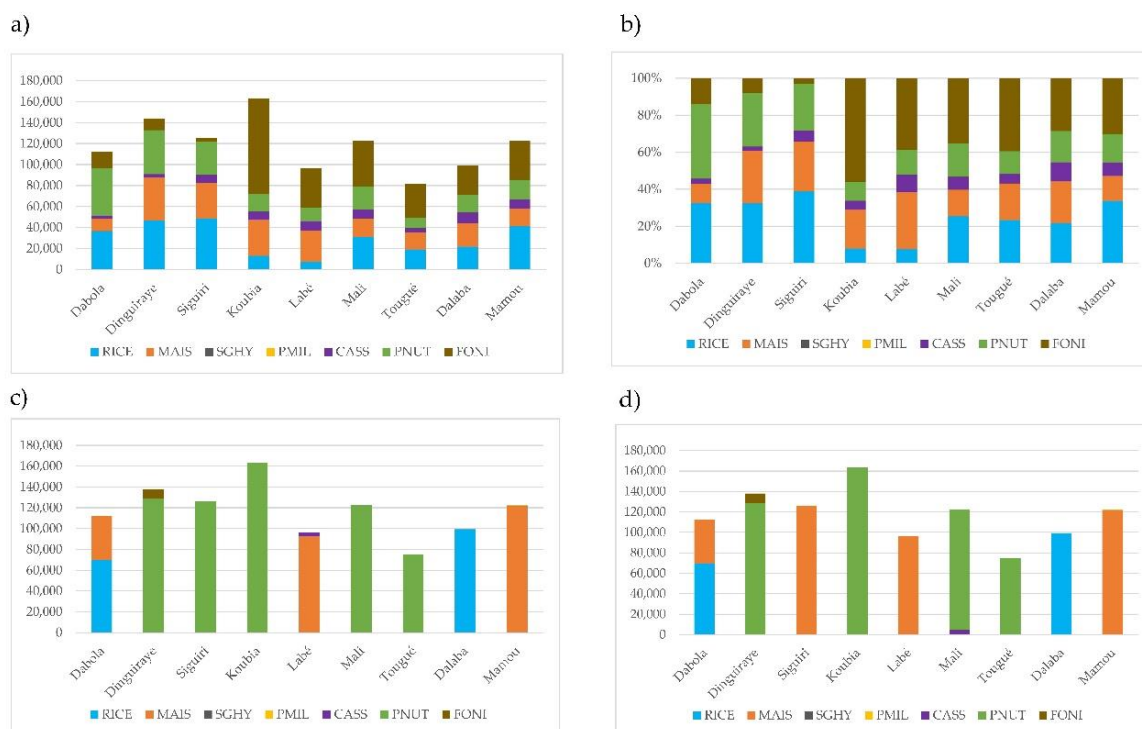 a)
180,000
160,000
140,000
120,000
100,000
80,000
60,000
40,000
20,000
0
Dabola
Dinguiraye
Siguiri
Koubia
Labé
Mali
Tougué
Dalaba
Mamou
RICE MAIS SGHY PMIL CASS PNUT FONI
b)
100%
80%
60%
40%
20%
0%
Dabola
Dinguiraye
Siguiri
Koubia
Labé
Mali
Tougué
Dalaba
Mamou
RICE MAIS SGHY PMIL CASS PNUT FONI
c)
180,000
160,000
140,000
120,000
100,000
80,000
60,000
40,000
20,000
0
Dabola
Dinguiraye
Siguiri
Koubia
Labé
Mali
Tougué
Dalaba
Mamou
RICE MAIS SGHY PMIL CASS PNUT FONI
d)
180,000
160,000
140,000
120,000
100,000
80,000
60,000
40,000
20,000
0
Dabola
Dinguiraye
Siguiri
Koubia
Labé
Mali
Tougué
Dalaba
Mamou
RICE MAIS SGHY PMIL CASS PNUT FONI